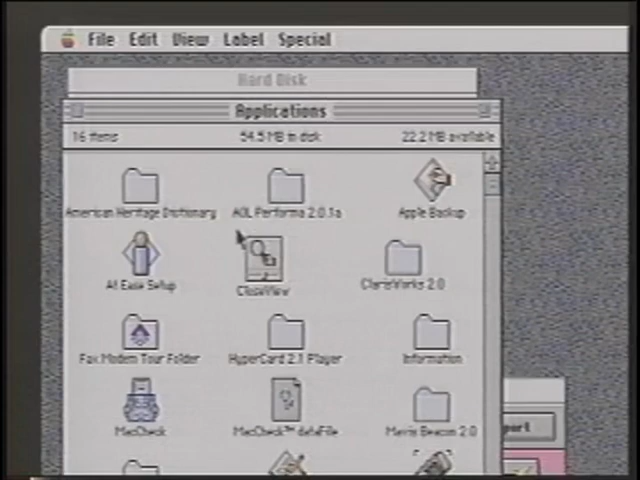 File Edit View Label Special
Hard Disk
Applications
16 items 54.5 MB in disk 22.2 MB available
American Heritage Dictionary AOL Performa 2.0.1a Apple Backup
At Ease Setup CloseView ClarisWorks 2.0
Fax Modem Tour Folder HyperCard 2.1 Player Information
MacCheck MacCheck™ dataFile Mavis Beacon 2.0
port